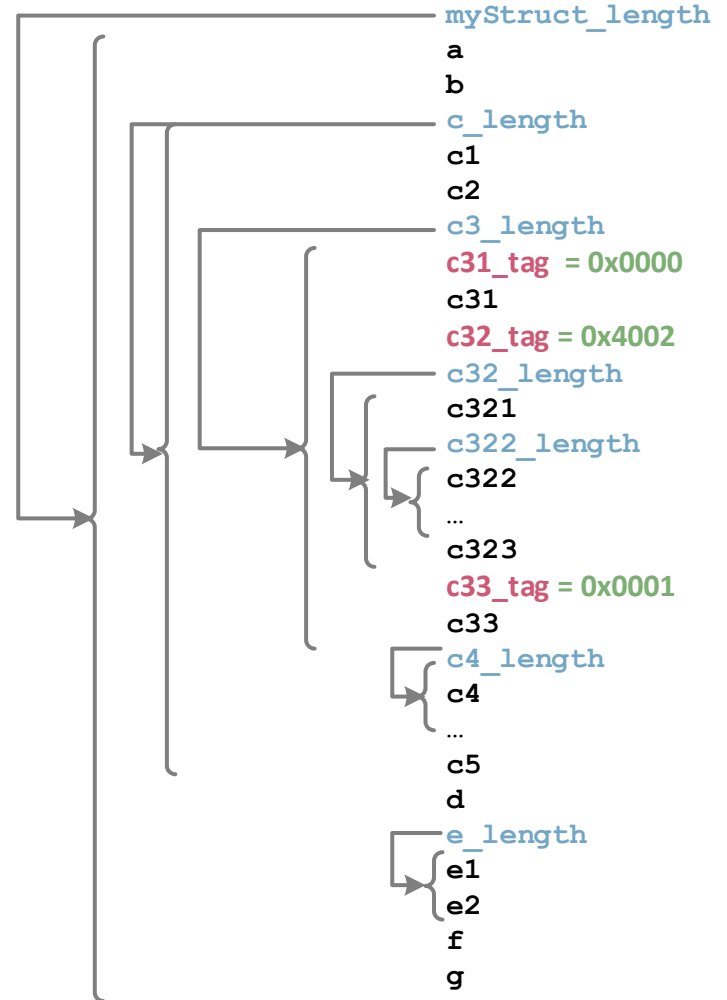 myStruct_length
a
b
c_length
c1
c2
c3_length
c31_tag = 0x0000
c31
c32_tag = 0x4002
c32_length
c321
c322_length
c322
…
c323
c33_tag = 0x0001
c33
c4_length
c4
…
c5
d
e_length
e1
e2
f
g